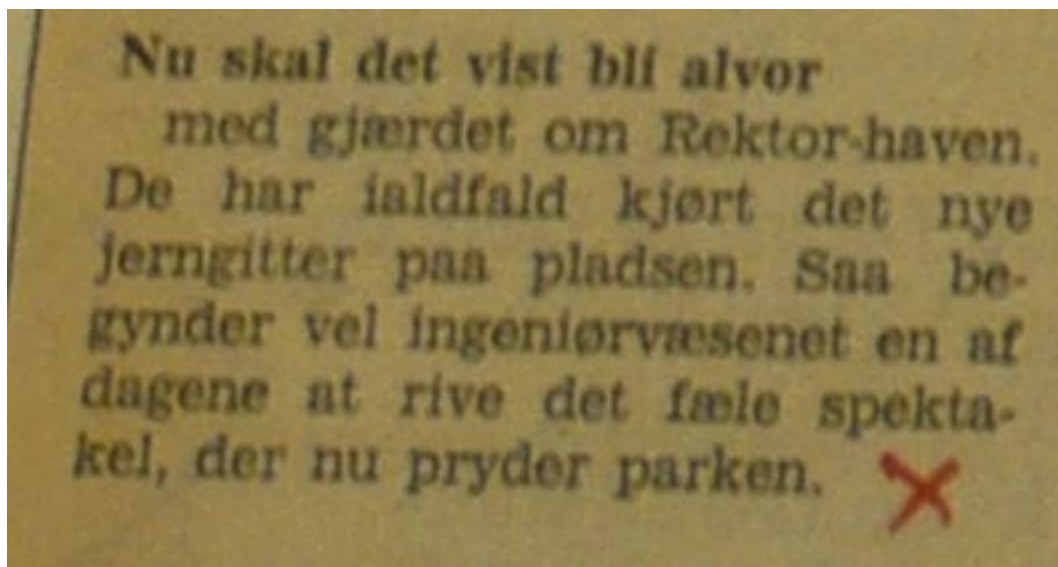 Nu skal det vist bli alvor
med gjærdet om Rektor-haven.
De har ialdfald kjørt det nye
jerngitter paa pladsen. Saa be-
gynder vel ingeniørvæsenet en af
dagene at rive det fæle spekta-
kel, der nu pryder parken.